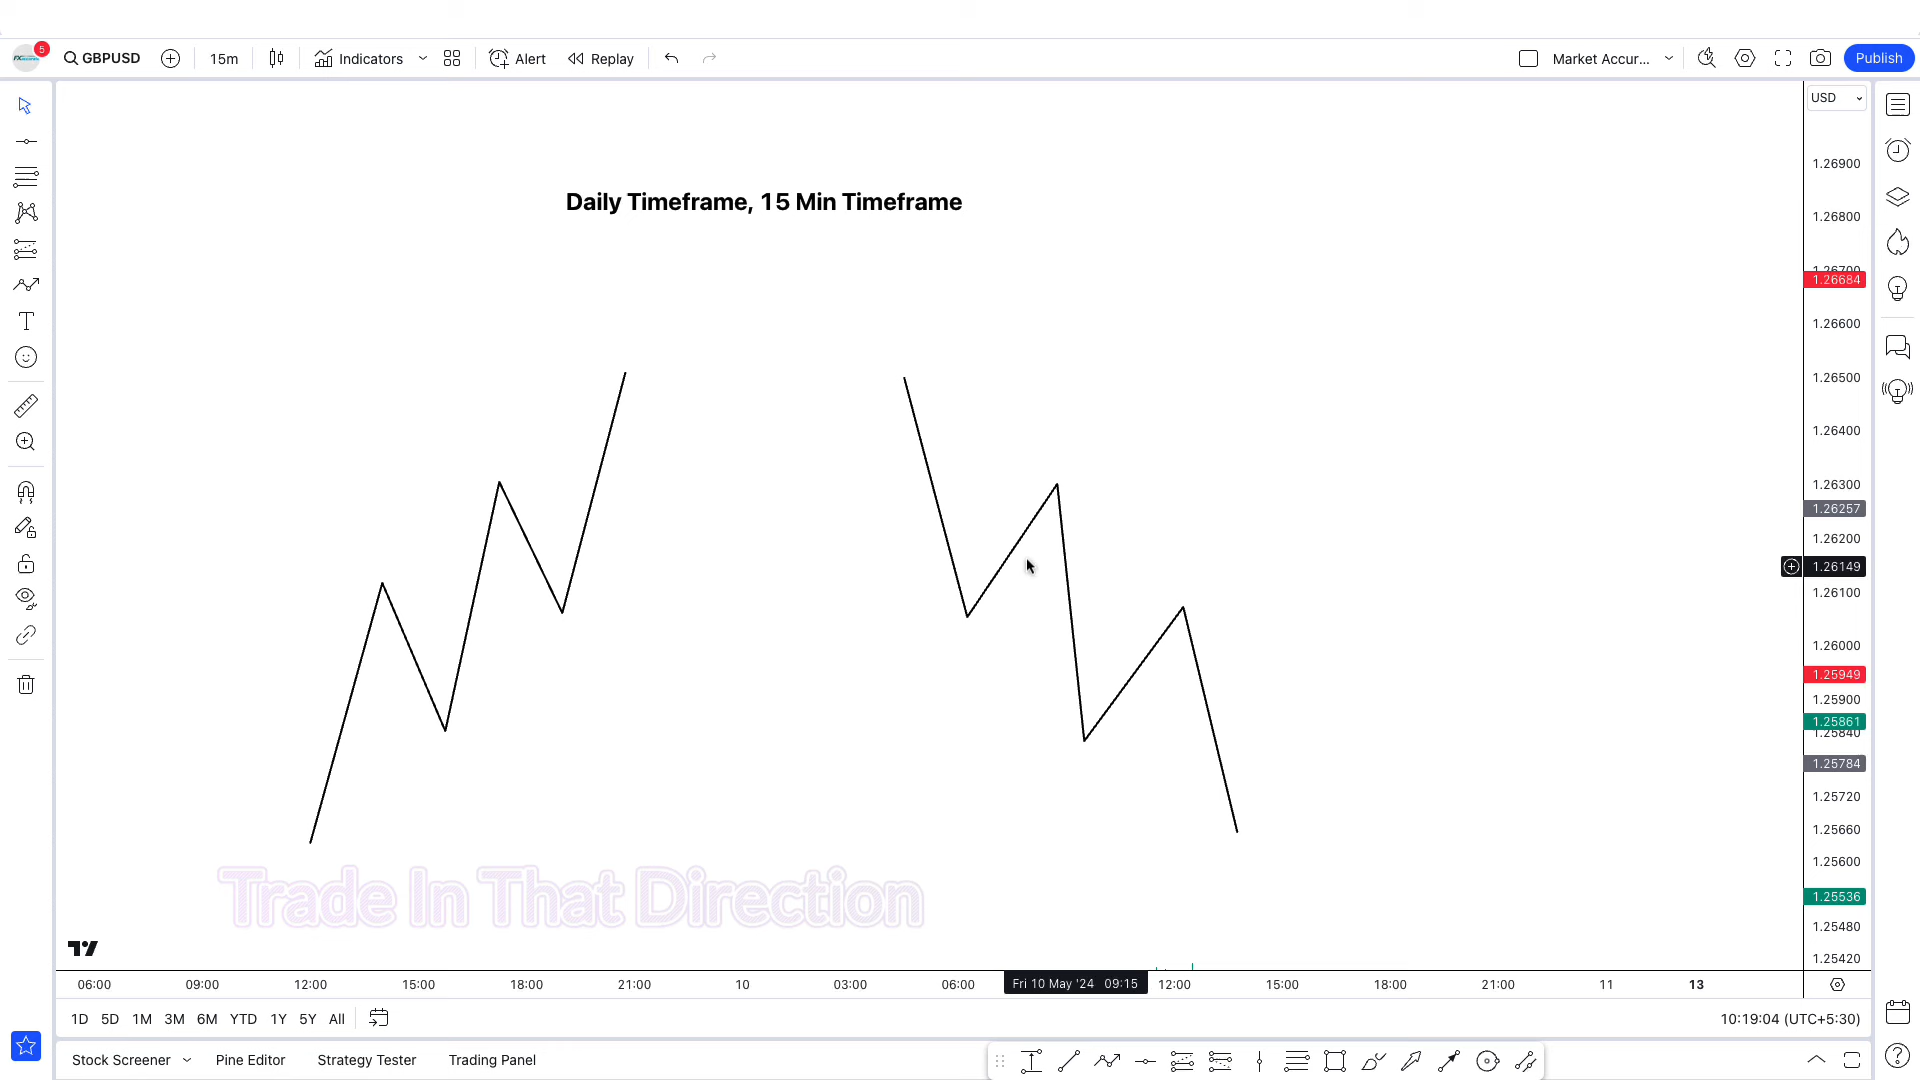 5
GBPUSD
15m
Indicators
Alert
Replay
Market Accur...
Publish
USD
Daily Timeframe, 15 Min Timeframe
1.26900
1.26800
1.26700
1.26684
1.26600
1.26500
1.26400
1.26300
1.26257
1.26200
1.26149
1.26100
1.26000
1.25949
1.25900
1.25861
1.25840
1.25784
1.25720
1.25660
1.25600
1.25536
1.25480
1.25420
Trade In That Direction
06:00 09:00 12:00 15:00 18:00 21:00 10 03:00 06:00 Fri 10 May '24 09:15 12:00 15:00 18:00 21:00 11 13
1D 5D 1M 3M 6M YTD 1Y 5Y All
10:19:04 (UTC+5:30)
Stock Screener Pine Editor Strategy Tester Trading Panel